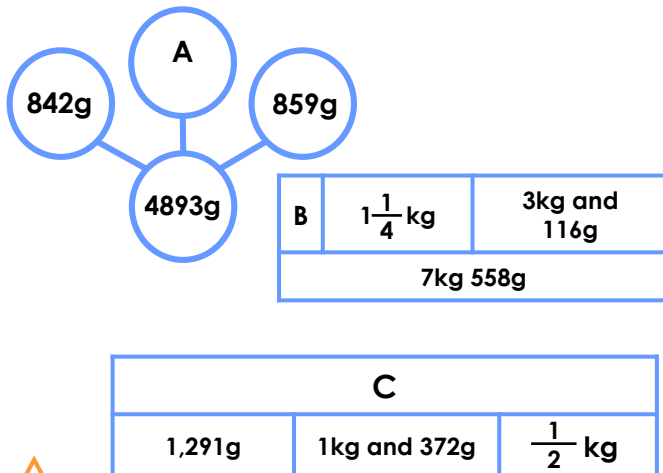 A
842g
859g
4893g
B
1 1/4 kg
3kg and
116g
7kg 558g
C
1,291g
1kg and 372g
1/2 kg